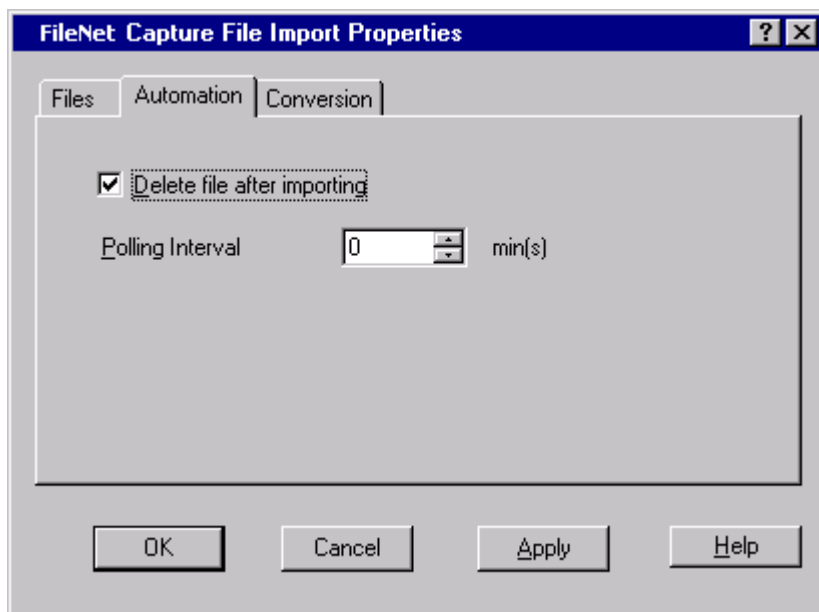 FileNet Capture File Import Properties
Files Automation Conversion
Delete file after importing
Polling Interval 0 min(s)
OK Cancel Apply Help